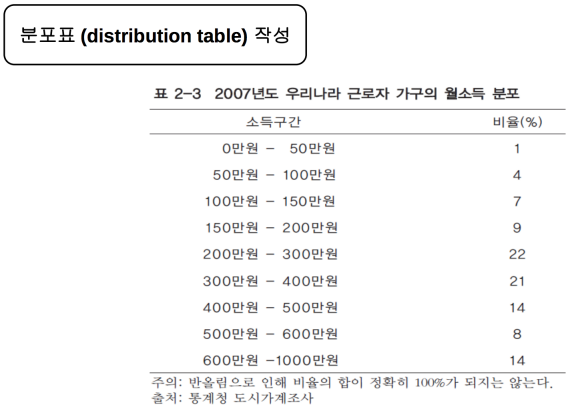 분포표 (distribution table) 작성
표 2-3 2007년도 우리나라 근로자 가구의 월소득 분포
소득구간 비율(%)
0만원 - 50만원 1
50만원 - 100만원 4
100만원 - 150만원 7
150만원 - 200만원 9
200만원 - 300만원 22
300만원 - 400만원 21
400만원 - 500만원 14
500만원 - 600만원 8
600만원 -1000만원 14
주의: 반올림으로 인해 비율의 합이 정확히 100%가 되지는 않는다.
출처: 통계청 도시가계조사